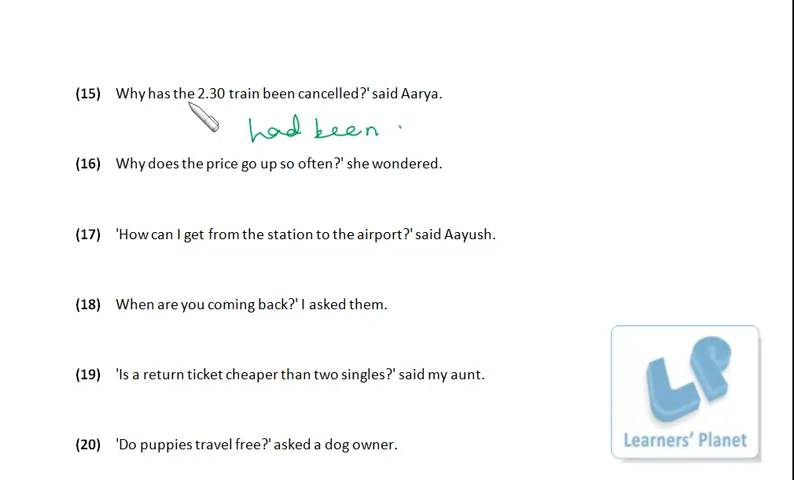 (15) Why has the 2.30 train been cancelled?' said Aarya.
had been .
(16) Why does the price go up so often?' she wondered.
(17) 'How can I get from the station to the airport?' said Aayush.
(18) When are you coming back?' I asked them.
(19) 'Is a return ticket cheaper than two singles?' said my aunt.
(20) 'Do puppies travel free?' asked a dog owner.
LP
Learners' Planet